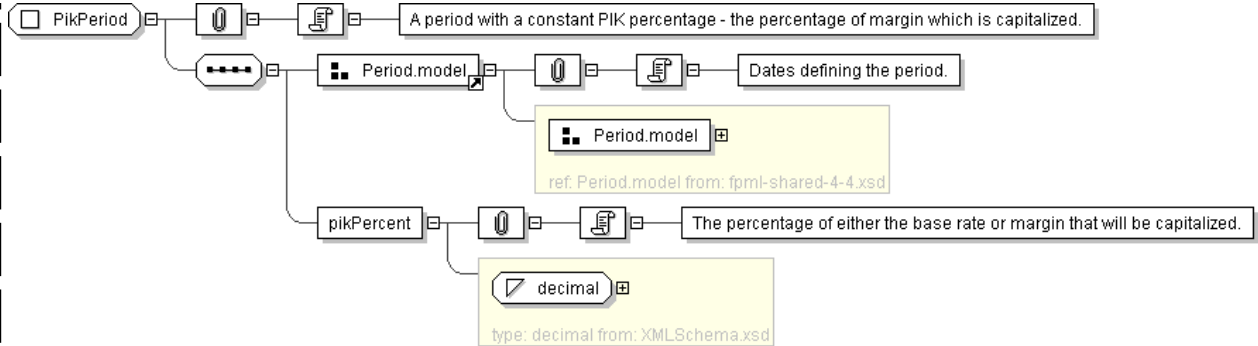 PikPeriod
A period with a constant PIK percentage - the percentage of margin which is capitalized.
Period.model
Dates defining the period.
Period.model
ref: Period.model from: fpml-shared-4-4.xsd
pikPercent
The percentage of either the base rate or margin that will be capitalized.
decimal
type: decimal from: XMLSchema.xsd